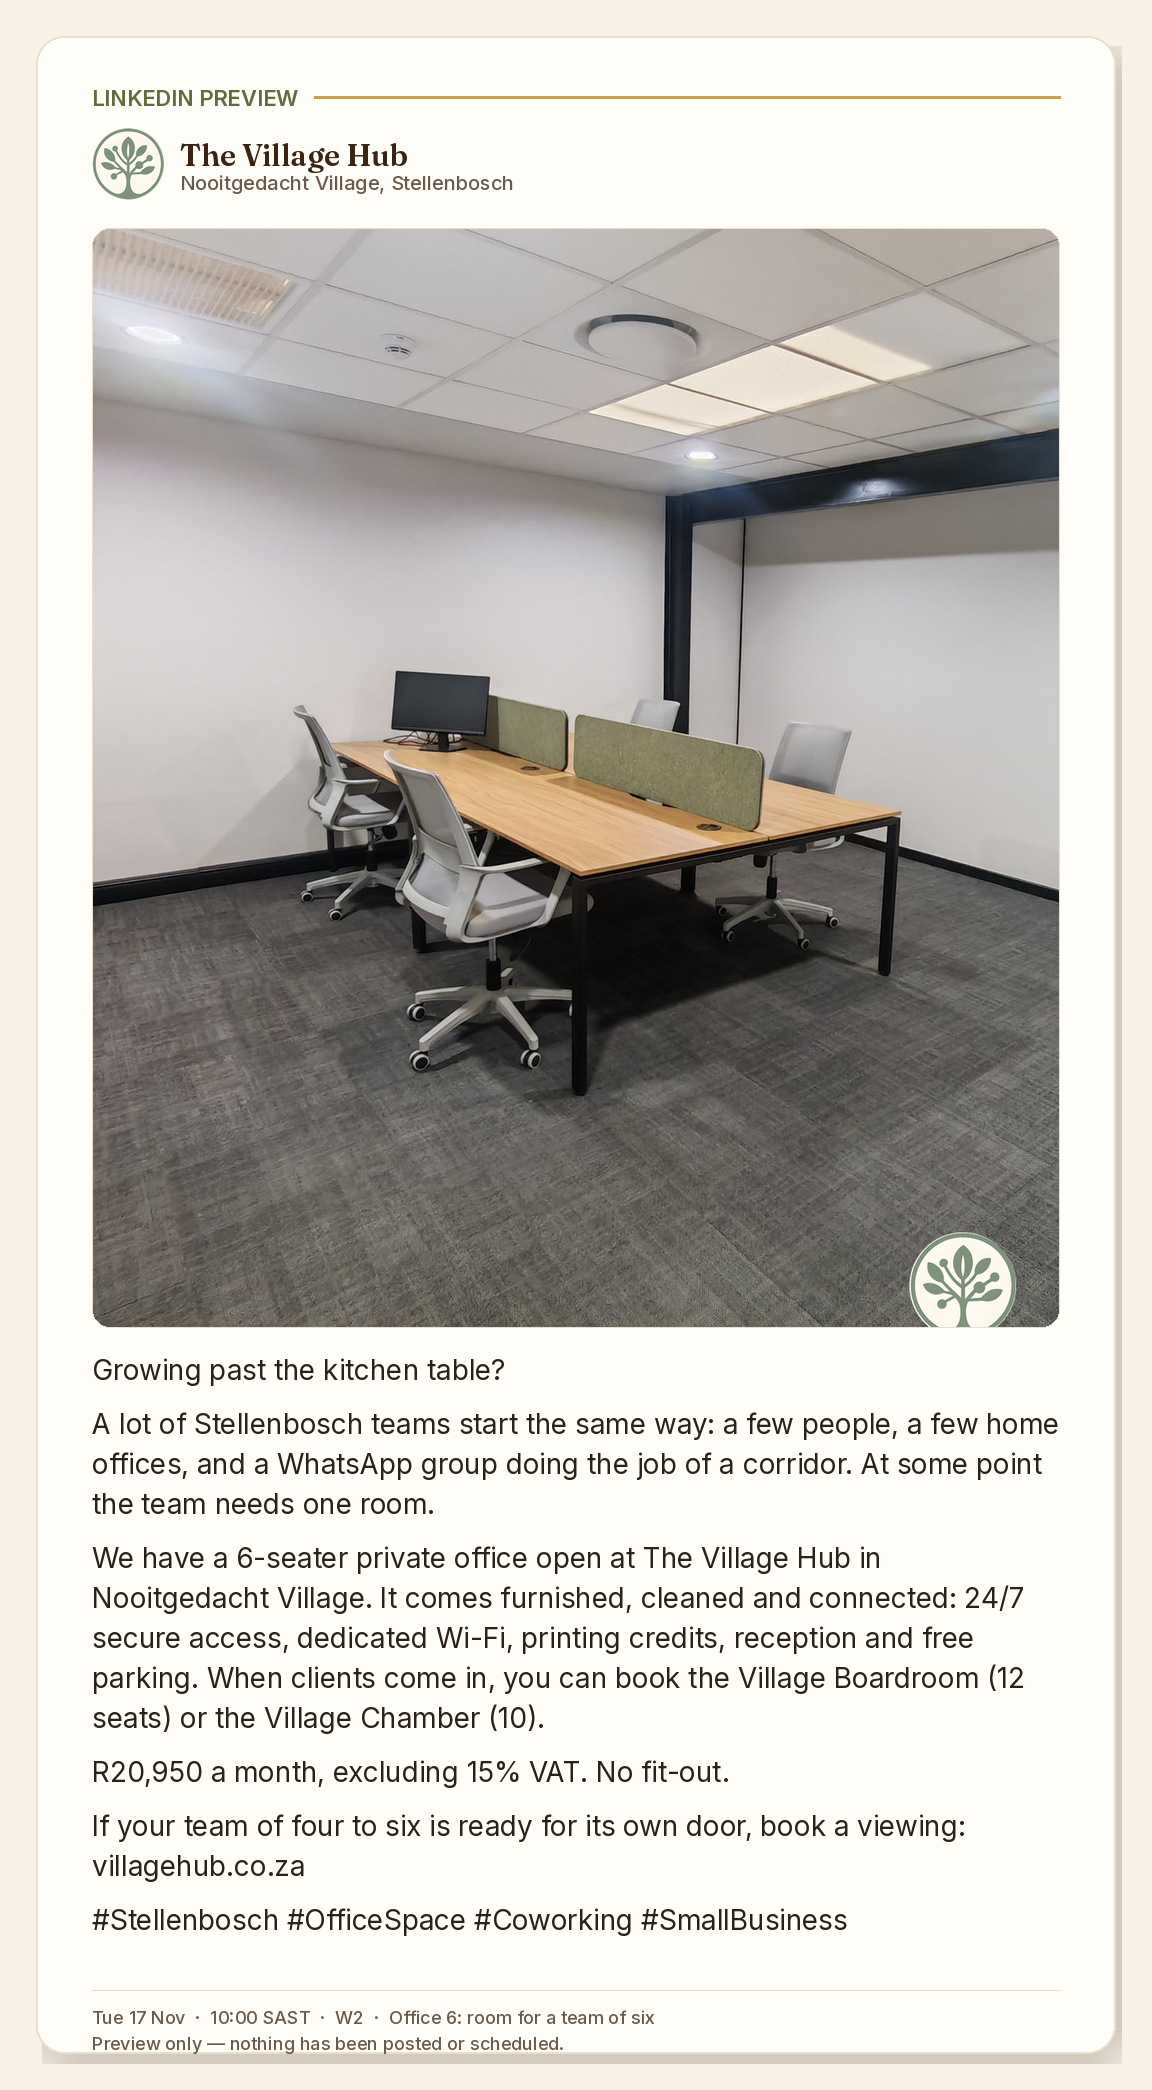 LINKEDIN PREVIEW
The Village Hub
Nooitgedacht Village, Stellenbosch
Growing past the kitchen table?
A lot of Stellenbosch teams start the same way: a few people, a few home
offices, and a WhatsApp group doing the job of a corridor. At some point
the team needs one room.
We have a 6-seater private office open at The Village Hub in
Nooitgedacht Village. It comes furnished, cleaned and connected: 24/7
secure access, dedicated Wi-Fi, printing credits, reception and free
parking. When clients come in, you can book the Village Boardroom (12
seats) or the Village Chamber (10).
R20,950 a month, excluding 15% VAT. No fit-out.
If your team of four to six is ready for its own door, book a viewing:
villagehub.co.za
#Stellenbosch #OfficeSpace #Coworking #SmallBusiness
Tue 17 Nov · 10:00 SAST · W2 · Office 6: room for a team of six
Preview only — nothing has been posted or scheduled.